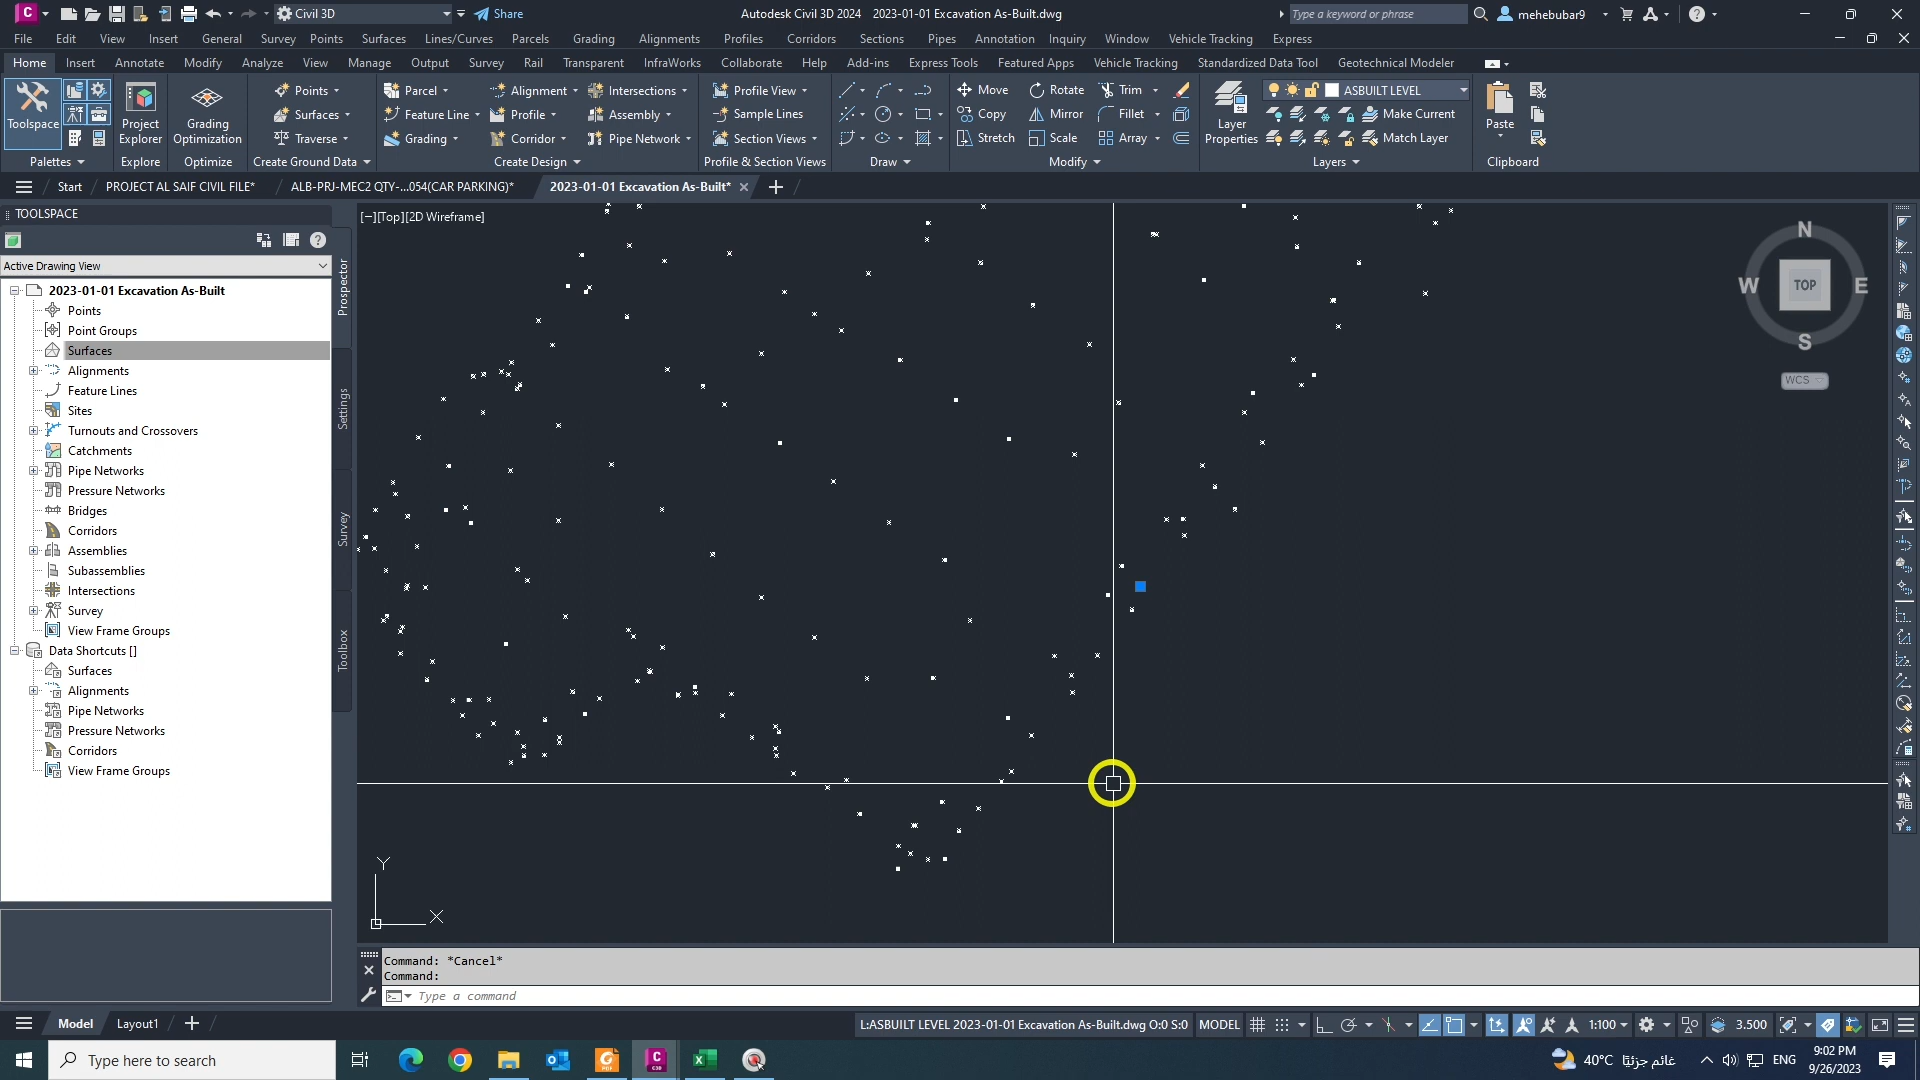 Civil 3D
Share
Autodesk Civil 3D 2024 2023-01-01 Excavation As-Built.dwg
Type a keyword or phrase
mehebubar9
File Edit View Insert General Survey Points Surfaces Lines/Curves Parcels Grading Alignments Profiles Corridors Sections Pipes Annotation Inquiry Window Vehicle Tracking Express
Home Insert Annotate Modify Analyze View Manage Output Survey Rail Transparent InfraWorks Collaborate Help Add-ins Express Tools Featured Apps Vehicle Tracking Standardized Data Tool Geotechnical Modeler
Points Parcel Alignment Intersections Profile View Move Rotate Trim ASBUILT LEVEL
Toolspace Project Explorer Grading Optimization Surfaces Feature Line Profile Assembly Sample Lines Copy Mirror Fillet Layer Properties Make Current Paste
Traverse Grading Corridor Pipe Network Section Views Stretch Scale Array Match Layer
Palettes Explore Optimize Create Ground Data Create Design Profile & Section Views Draw Modify Layers Clipboard
Start PROJECT AL SAIF CIVIL FILE* ALB-PRJ-MEC2 QTY-...054(CAR PARKING)* 2023-01-01 Excavation As-Built*
TOOLSPACE
[−][Top][2D Wireframe]
Active Drawing View
2023-01-01 Excavation As-Built
Points
Point Groups
Surfaces
Alignments
Feature Lines
Sites
Turnouts and Crossovers
Catchments
Pipe Networks
Pressure Networks
Bridges
Corridors
Assemblies
Subassemblies
Intersections
Survey
View Frame Groups
Data Shortcuts []
Surfaces
Alignments
Pipe Networks
Pressure Networks
Corridors
View Frame Groups
Prospector
Settings
Survey
Toolbox
N
W TOP E
S
WCS
Y
X
Command: *Cancel*
Command:
Type a command
Model Layout1
L:ASBUILT LEVEL 2023-01-01 Excavation As-Built.dwg O:0 S:0 MODEL 1:100 3.500
Type here to search
40°C غائم جزئيًا
ENG
9:02 PM
9/26/2023